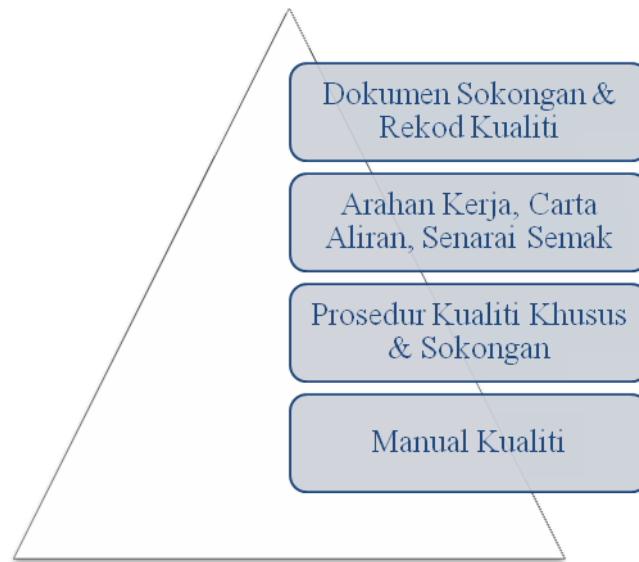 Dokumen Sokongan &
Rekod Kualiti
Arahan Kerja, Carta
Aliran, Senarai Semak
Prosedur Kualiti Khusus
& Sokongan
Manual Kualiti